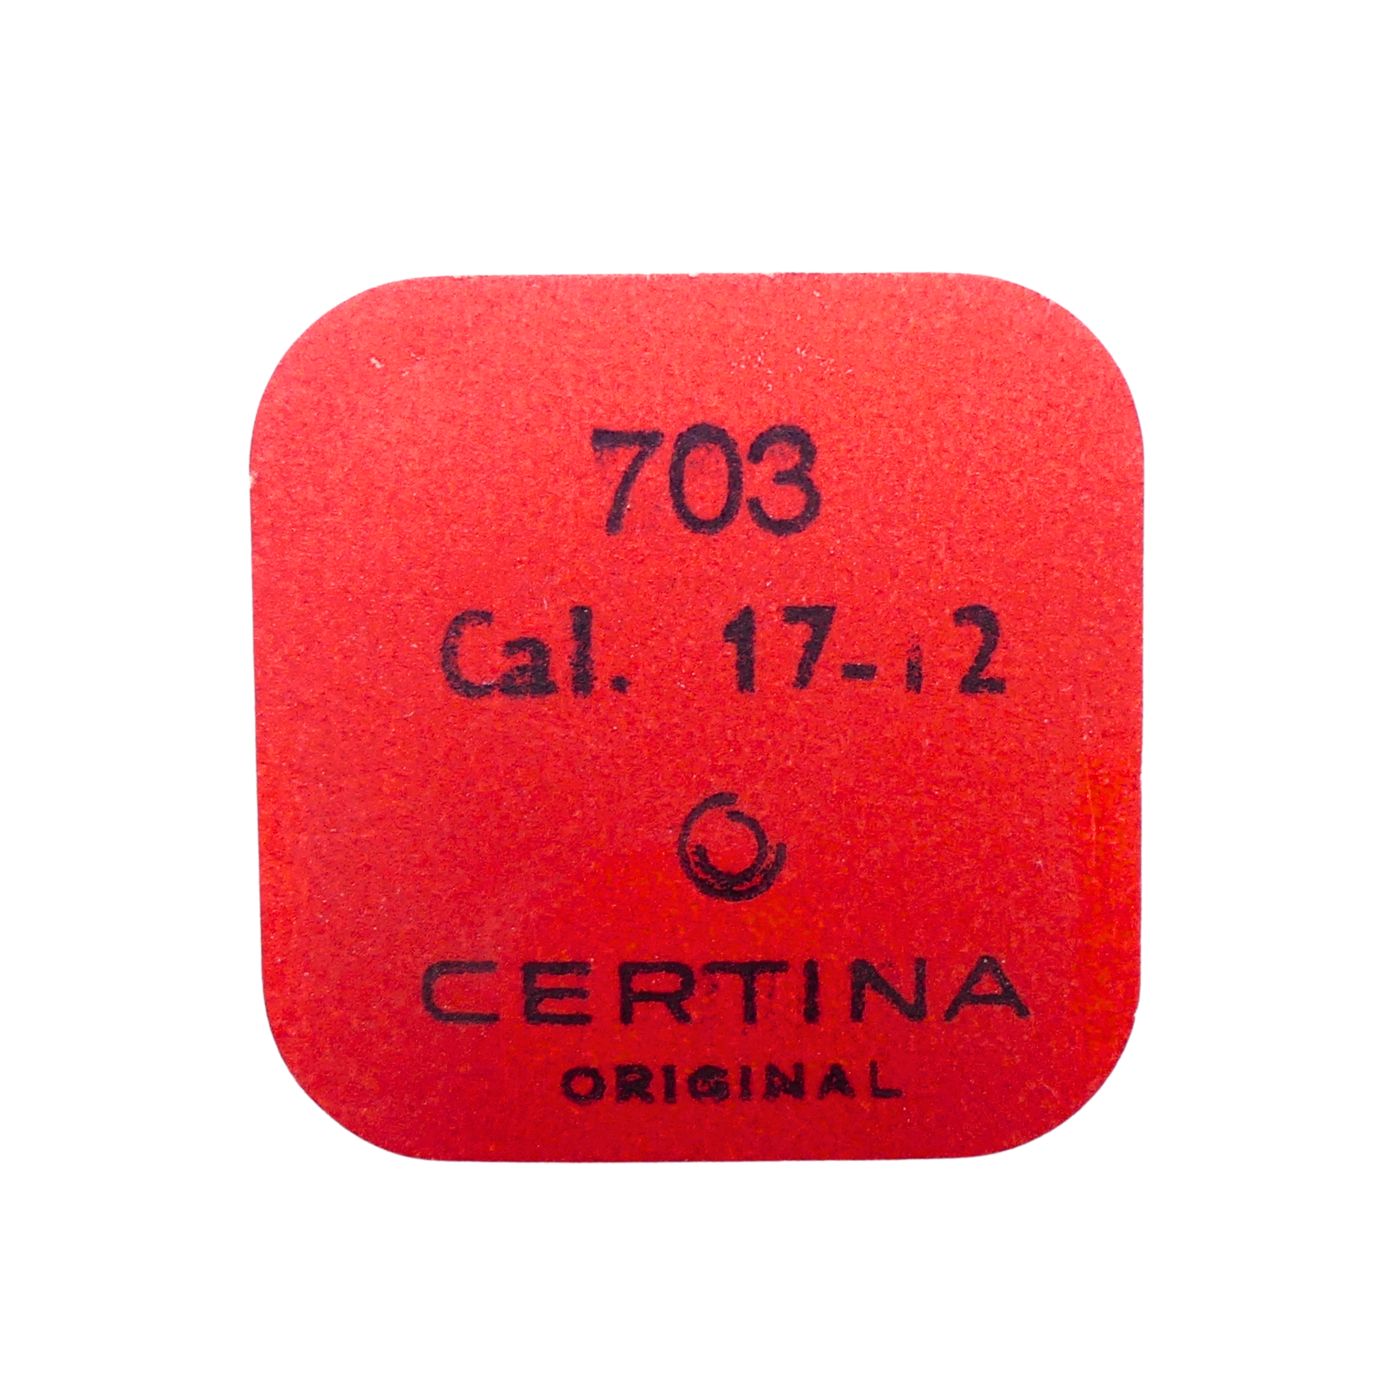 703
Cal. 17-12
CERTINA
ORIGINAL